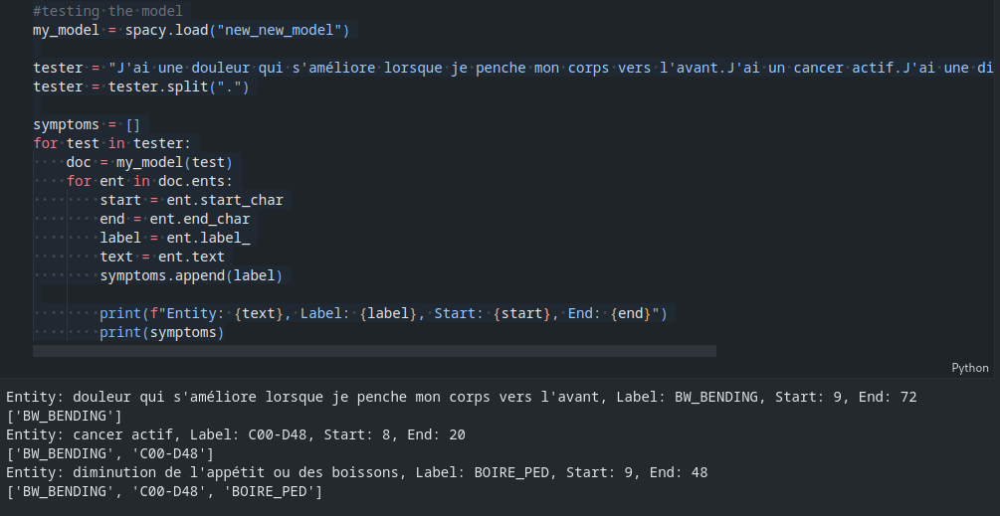 #testing the model
my_model = spacy.load("new_new_model")
tester = "J'ai une douleur qui s'améliore lorsque je penche mon corps vers l'avant.J'ai un cancer actif.J'ai une di
tester = tester.split(".")
symptoms = []
for test in tester:
doc = my_model(test)
for ent in doc.ents:
start = ent.start_char
end = ent.end_char
label = ent.label_
text = ent.text
symptoms.append(label)
print(f"Entity: {text}, Label: {label}, Start: {start}, End: {end}")
print(symptoms)
Python
Entity: douleur qui s'améliore lorsque je penche mon corps vers l'avant, Label: BW_BENDING, Start: 9, End: 72
['BW_BENDING']
Entity: cancer actif, Label: C00-D48, Start: 8, End: 20
['BW_BENDING', 'C00-D48']
Entity: diminution de l'appétit ou des boissons, Label: BOIRE_PED, Start: 9, End: 48
['BW_BENDING', 'C00-D48', 'BOIRE_PED']